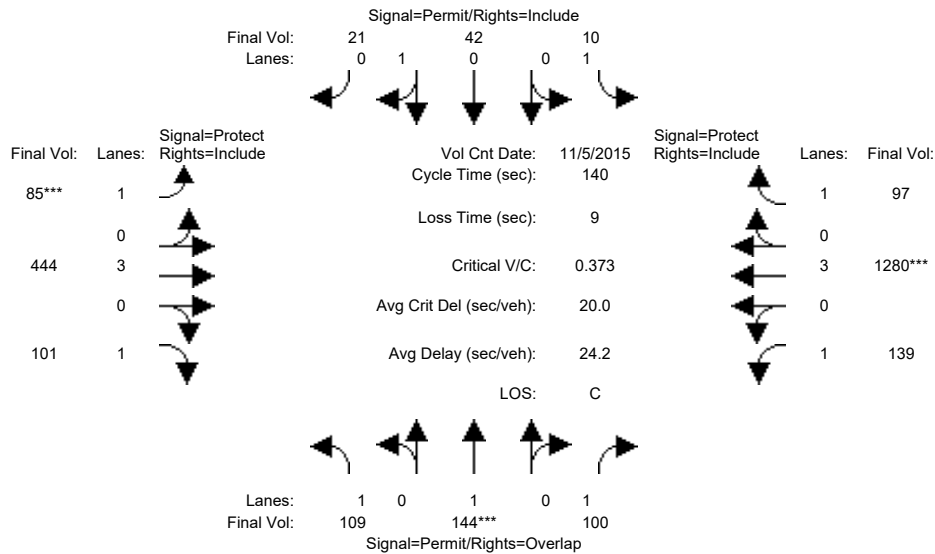 Signal=Permit/Rights=Include
Final Vol: 21 42 10
Lanes: 0 1 0 0 1
Signal=Protect Signal=Protect
Final Vol: Lanes: Rights=Include Vol Cnt Date: 11/5/2015 Rights=Include Lanes: Final Vol:
Cycle Time (sec): 140
85*** 1 1 97
Loss Time (sec): 9
0 0
444 3 Critical V/C: 0.373 3 1280***
0 Avg Crit Del (sec/veh): 20.0 0
101 1 Avg Delay (sec/veh): 24.2 1 139
LOS: C
Lanes: 1 0 1 0 1
Final Vol: 109 144*** 100
Signal=Permit/Rights=Overlap